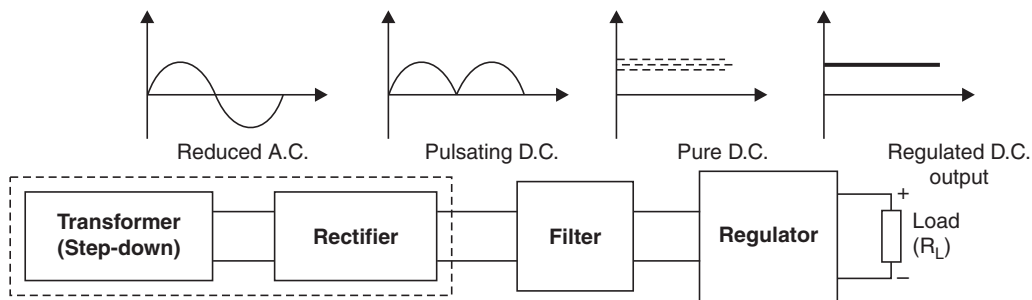 Reduced A.C.
Pulsating D.C.
Pure D.C.
Regulated D.C.
output
Transformer
(Step-down)
Rectifier
Filter
Regulator
+
Load
(RL)
–